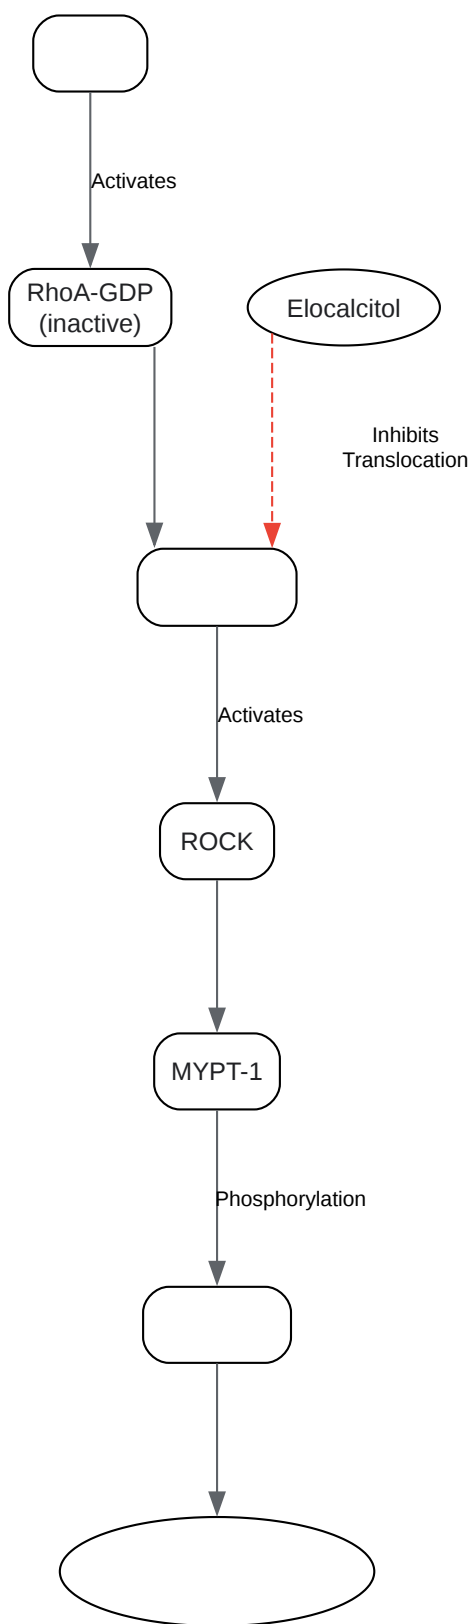 Activates
RhoA-GDP
(inactive)
Elocalcitol
Inhibits
Translocation
Activates
ROCK
MYPT-1
Phosphorylation